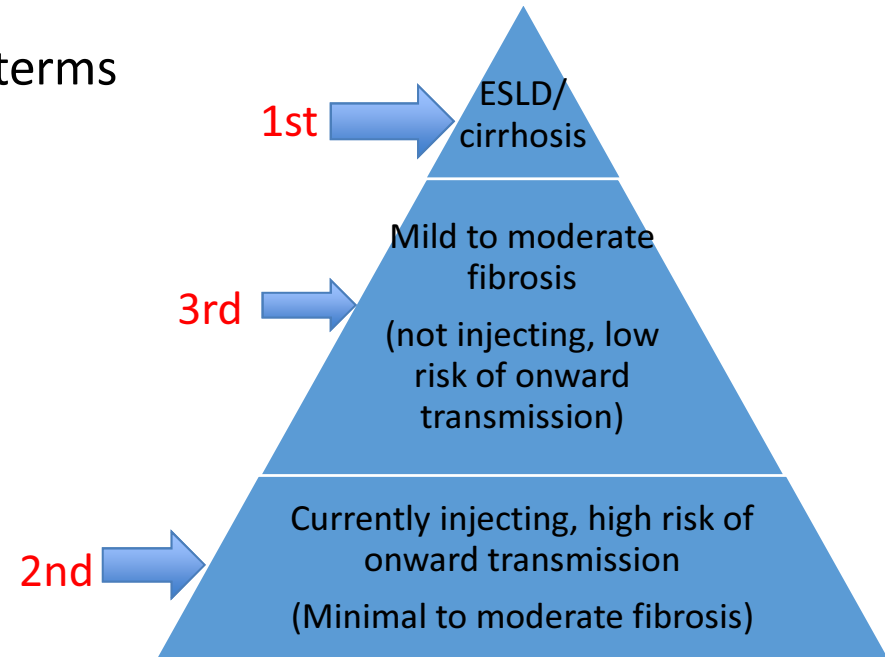 terms
1st
ESLD/
cirrhosis
3rd
Mild to moderate
fibrosis
(not injecting, low
risk of onward
transmission)
2nd
Currently injecting, high risk of
onward transmission
(Minimal to moderate fibrosis)